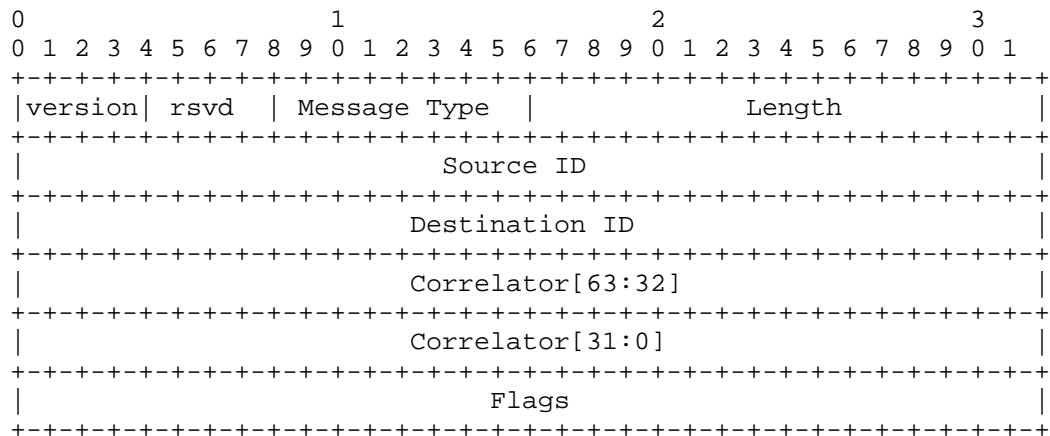 0                   1                   2                   3
0 1 2 3 4 5 6 7 8 9 0 1 2 3 4 5 6 7 8 9 0 1 2 3 4 5 6 7 8 9 0 1
+-+-+-+-+-+-+-+-+-+-+-+-+-+-+-+-+-+-+-+-+-+-+-+-+-+-+-+-+-+-+-+-+
|version| rsvd  | Message Type  |             Length            |
+-+-+-+-+-+-+-+-+-+-+-+-+-+-+-+-+-+-+-+-+-+-+-+-+-+-+-+-+-+-+-+-+
|                          Source ID                            |
+-+-+-+-+-+-+-+-+-+-+-+-+-+-+-+-+-+-+-+-+-+-+-+-+-+-+-+-+-+-+-+-+
|                        Destination ID                         |
+-+-+-+-+-+-+-+-+-+-+-+-+-+-+-+-+-+-+-+-+-+-+-+-+-+-+-+-+-+-+-+-+
|                        Correlator[63:32]                      |
+-+-+-+-+-+-+-+-+-+-+-+-+-+-+-+-+-+-+-+-+-+-+-+-+-+-+-+-+-+-+-+-+
|                        Correlator[31:0]                       |
+-+-+-+-+-+-+-+-+-+-+-+-+-+-+-+-+-+-+-+-+-+-+-+-+-+-+-+-+-+-+-+-+
|                             Flags                             |
+-+-+-+-+-+-+-+-+-+-+-+-+-+-+-+-+-+-+-+-+-+-+-+-+-+-+-+-+-+-+-+-+